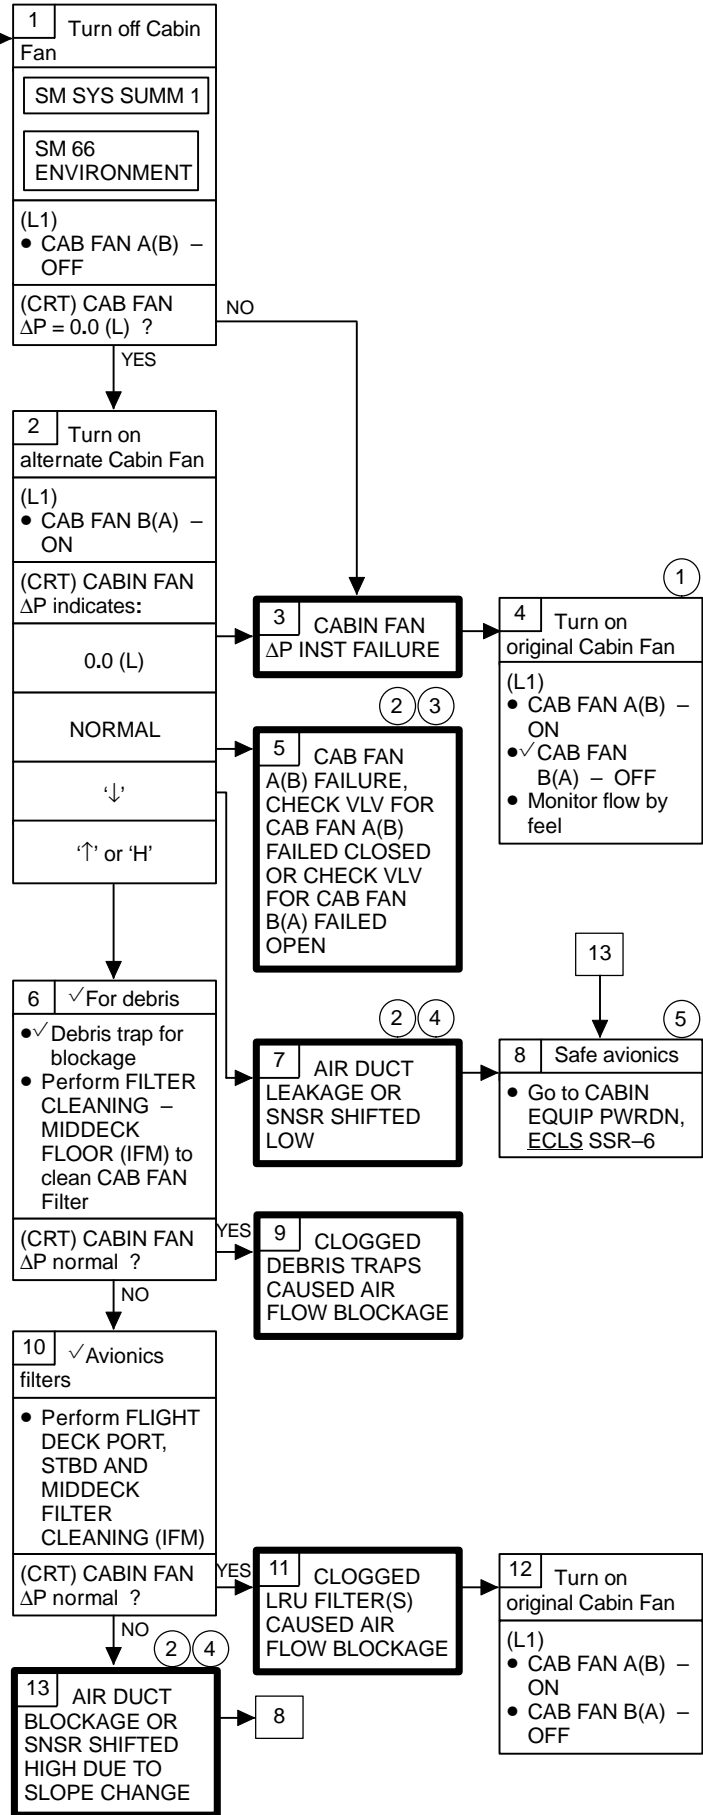 1 Turn off Cabin
Fan
SM SYS SUMM 1
SM 66
ENVIRONMENT
(L1)
• CAB FAN A(B) –
OFF
(CRT) CAB FAN
ΔP = 0.0 (L) ?
NO
YES
2 Turn on
alternate Cabin Fan
(L1)
• CAB FAN B(A) –
ON
(CRT) CABIN FAN
ΔP indicates:
0.0 (L)
NORMAL
‘↓’
‘↑’ or ‘H’
3 CABIN FAN
ΔP INST FAILURE
1
4 Turn on
original Cabin Fan
(L1)
• CAB FAN A(B) –
ON
•√ CAB FAN
B(A) – OFF
• Monitor flow by
feel
2 3
5 CAB FAN
A(B) FAILURE,
CHECK VLV FOR
CAB FAN A(B)
FAILED CLOSED
OR CHECK VLV
FOR CAB FAN
B(A) FAILED
OPEN
6 √For debris
•√ Debris trap for
blockage
• Perform FILTER
CLEANING –
MIDDECK
FLOOR (IFM) to
clean CAB FAN
Filter
(CRT) CABIN FAN
ΔP normal ?
YES
NO
2 4
7 AIR DUCT
LEAKAGE OR
SNSR SHIFTED
LOW
13
5
8 Safe avionics
• Go to CABIN
EQUIP PWRDN,
ECLS SSR–6
9 CLOGGED
DEBRIS TRAPS
CAUSED AIR
FLOW BLOCKAGE
10 √Avionics
filters
• Perform FLIGHT
DECK PORT,
STBD AND
MIDDECK
FILTER
CLEANING (IFM)
(CRT) CABIN FAN
ΔP normal ?
YES
NO
11 CLOGGED
LRU FILTER(S)
CAUSED AIR
FLOW BLOCKAGE
12 Turn on
original Cabin Fan
(L1)
• CAB FAN A(B) –
ON
• CAB FAN B(A) –
OFF
2 4
13 AIR DUCT
BLOCKAGE OR
SNSR SHIFTED
HIGH DUE TO
SLOPE CHANGE
8